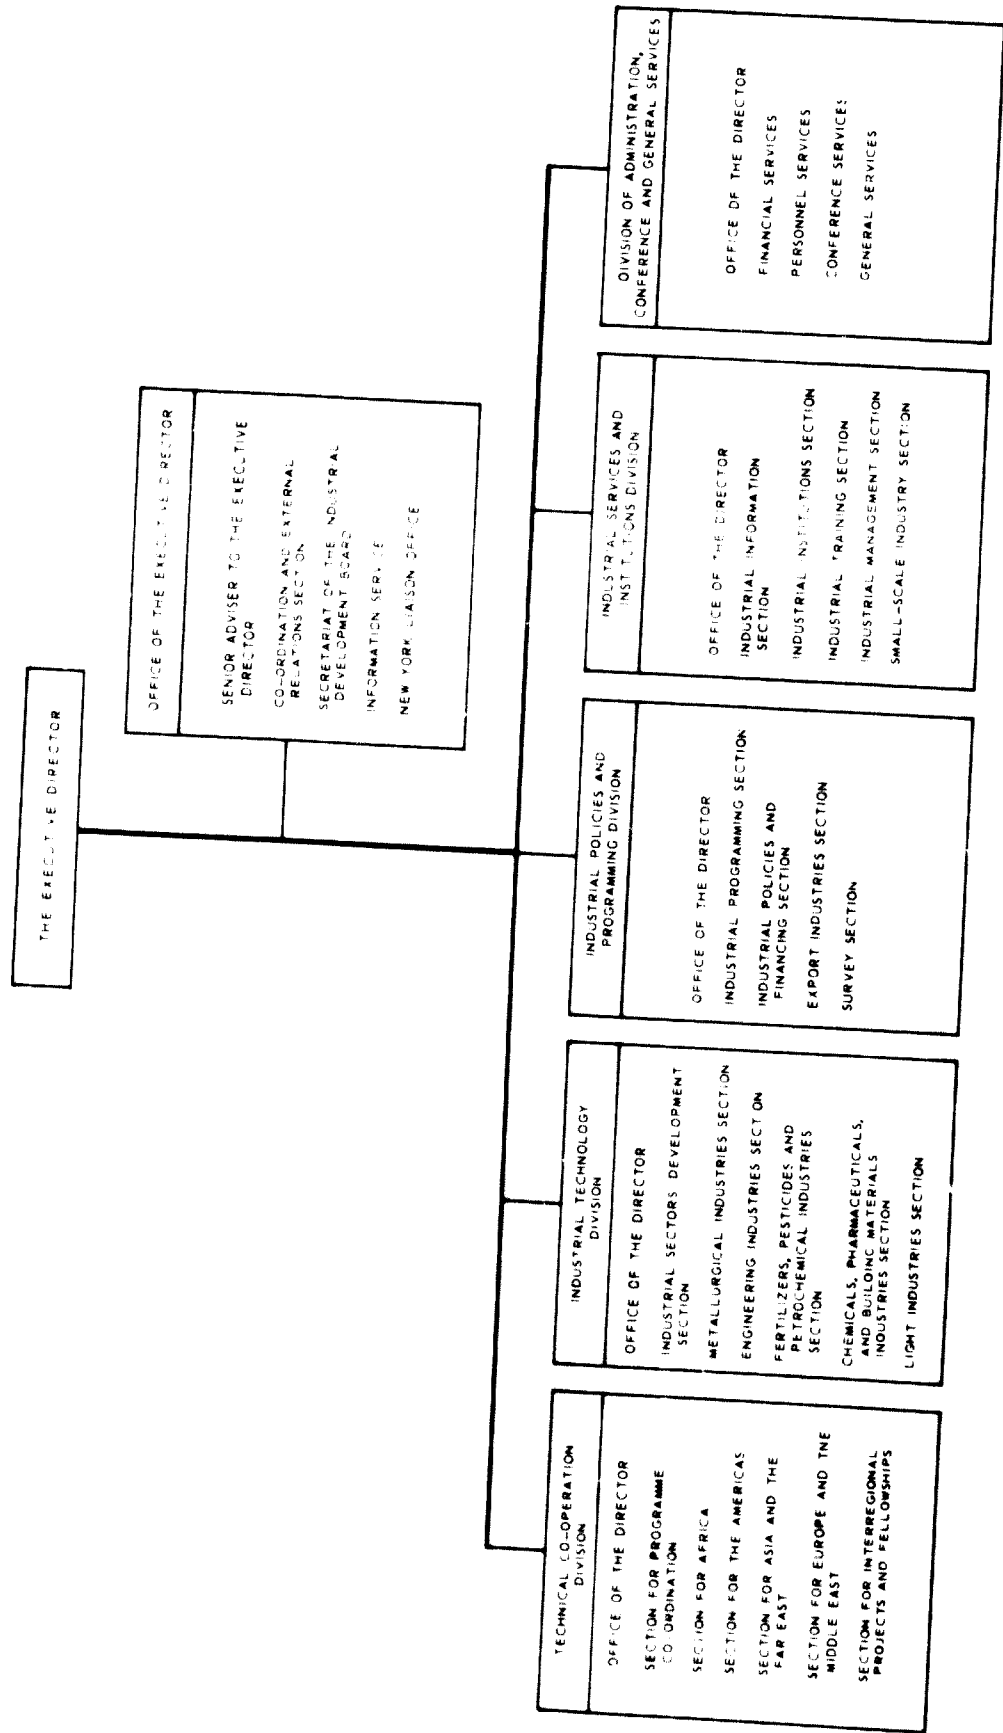 THE EXECUTIVE DIRECTOR
OFFICE OF THE EXECUTIVE DIRECTOR
SENIOR ADVISER TO THE EXECUTIVE
DIRECTOR
CO-ORDINATION AND EXTERNAL
RELATIONS SECTION
SECRETARIAT OF THE INDUSTRIAL
DEVELOPMENT BOARD
INFORMATION SERVICE
NEW YORK LIAISON OFFICE
TECHNICAL CO-OPERATION
DIVISION
OFFICE OF THE DIRECTOR
SECTION FOR PROGRAMME
CO ORDINATION
SECTION FOR AFRICA
SECTION FOR THE AMERICAS
SECTION FOR ASIA AND THE
FAR EAST
SECTION FOR EUROPE AND THE
MIDDLE EAST
SECTION FOR INTERREGIONAL
PROJECTS AND FELLOWSHIPS
INDUSTRIAL TECHNOLOGY
DIVISION
OFFICE OF THE DIRECTOR
INDUSTRIAL SECTORS DEVELOPMENT
SECTION
METALLURGICAL INDUSTRIES SECTION
ENGINEERING INDUSTRIES SECTION
FERTILIZERS, PESTICIDES AND
PETROCHEMICAL INDUSTRIES
SECTION
CHEMICALS, PHARMACEUTICALS,
AND BUILDING MATERIALS
INDUSTRIES SECTION
LIGHT INDUSTRIES SECTION
INDUSTRIAL POLICIES AND
PROGRAMMING DIVISION
OFFICE OF THE DIRECTOR
INDUSTRIAL PROGRAMMING SECTION
INDUSTRIAL POLICIES AND
FINANCING SECTION
EXPORT INDUSTRIES SECTION
SURVEY SECTION
INDUSTRIAL SERVICES AND
INSTITUTIONS DIVISION
OFFICE OF THE DIRECTOR
INDUSTRIAL INFORMATION
SECTION
INDUSTRIAL INSTITUTIONS SECTION
INDUSTRIAL TRAINING SECTION
INDUSTRIAL MANAGEMENT SECTION
SMALL-SCALE INDUSTRY SECTION
DIVISION OF ADMINISTRATION,
CONFERENCE AND GENERAL SERVICES
OFFICE OF THE DIRECTOR
FINANCIAL SERVICES
PERSONNEL SERVICES
CONFERENCE SERVICES
GENERAL SERVICES